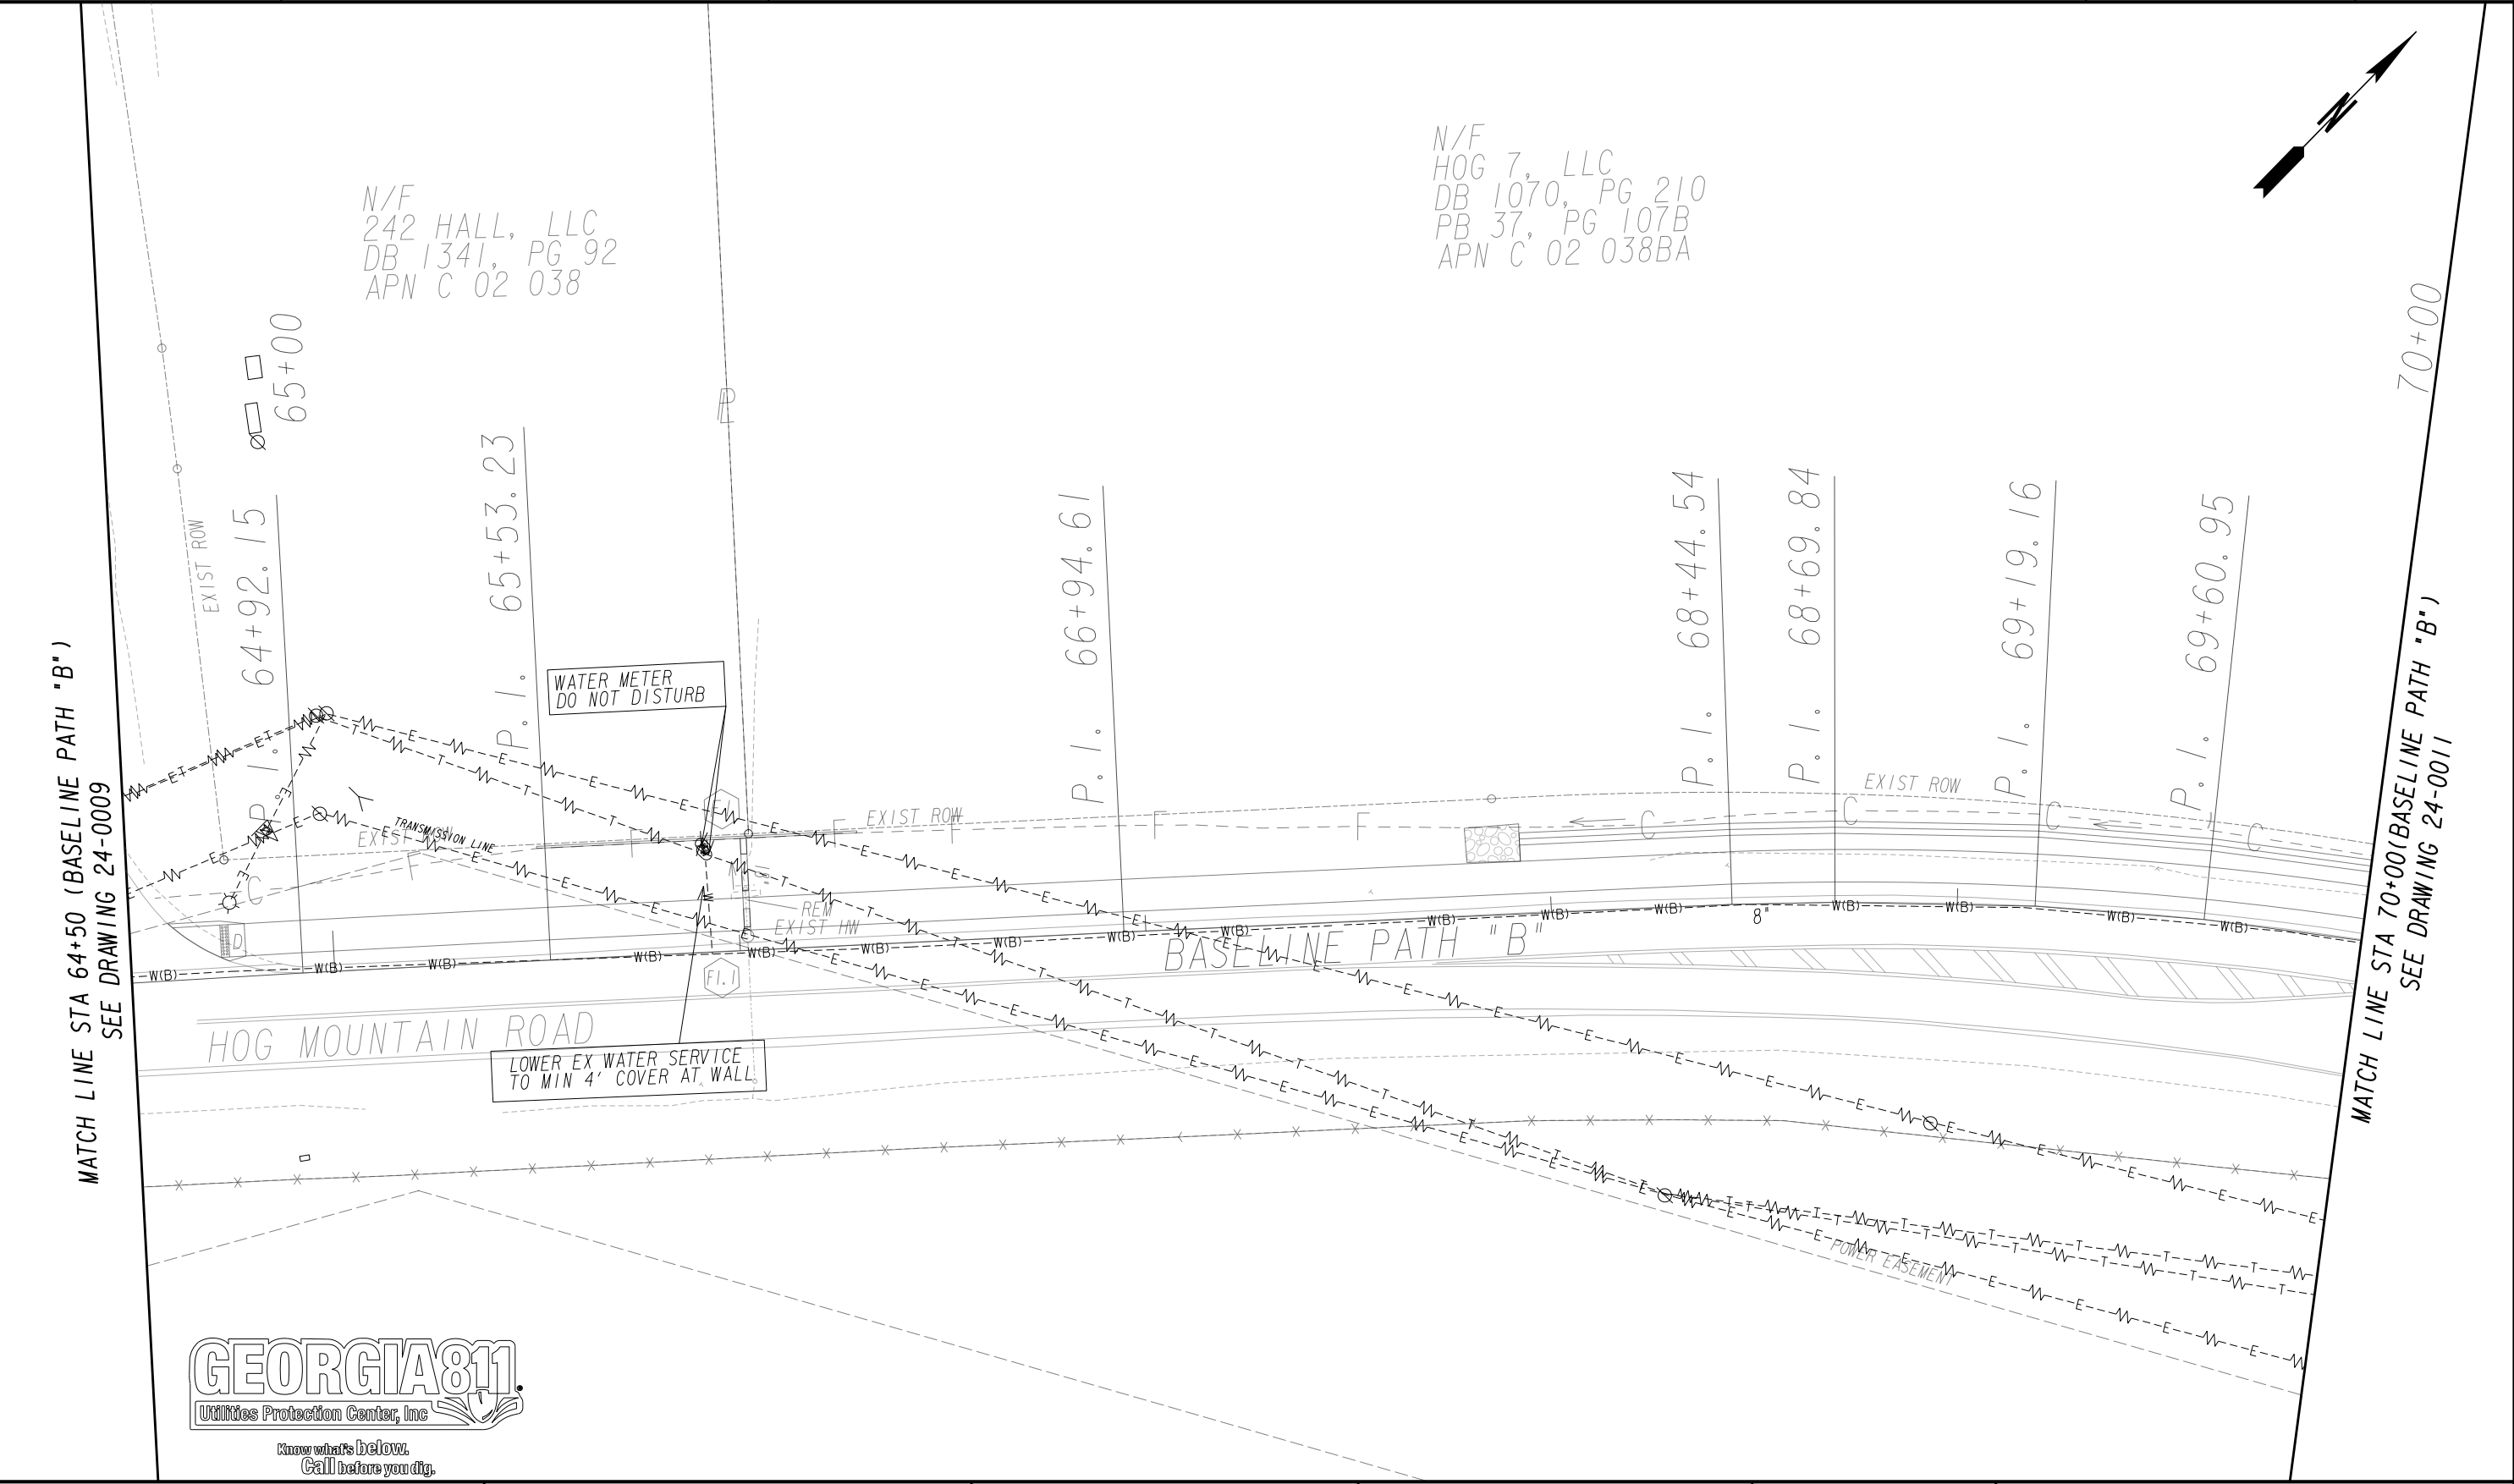 N/F
242 HALL, LLC
DB 1341, PG 92
APN C 02 038
N/F
HOG 7, LLC
DB 1070, PG 210
PB 37, PG 107B
APN C 02 038BA
N
65+00
70+00
EXIST ROW
P.I. 64+92.15
P.I. 65+53.23
P.I. 66+94.61
P.I. 68+44.54
P.I. 68+69.84
P.I. 69+19.16
P.I. 69+60.95
MATCH LINE STA 64+50 (BASELINE PATH "B")
SEE DRAWING 24-0009
MATCH LINE STA 70+00(BASELINE PATH "B")
SEE DRAWING 24-0011
WATER METER
DO NOT DISTURB
TRANSMISSION LINE
EXIST ROW
EXIST ROW
REM
EXIST HW
8"
BASELINE PATH "B"
F1.1
D
HOG MOUNTAIN ROAD
LOWER EX WATER SERVICE
TO MIN 4' COVER AT WALL
POWER EASEMENT
GEORGIA811.
Utilities Protection Center, Inc
Know what's below.
Call before you dig.